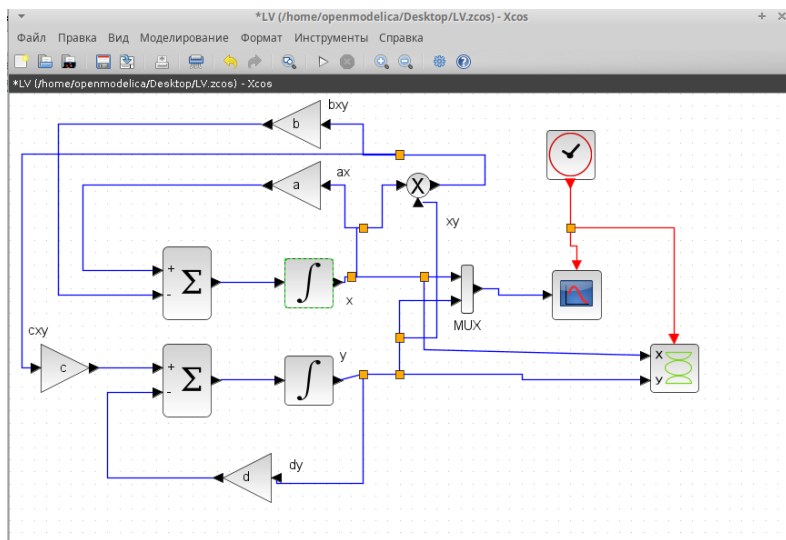 *LV (/home/openmodelica/Desktop/LV.zcos) - Xcos
Файл Правка Вид Моделирование Формат Инструменты Справка
*LV (/home/openmodelica/Desktop/LV.zcos) - Xcos
bxy
b
ax
a
X
xy
+
Σ
-
∫
x
MUX
cxy
c
+
Σ
-
y
∫
x
y
dy
d